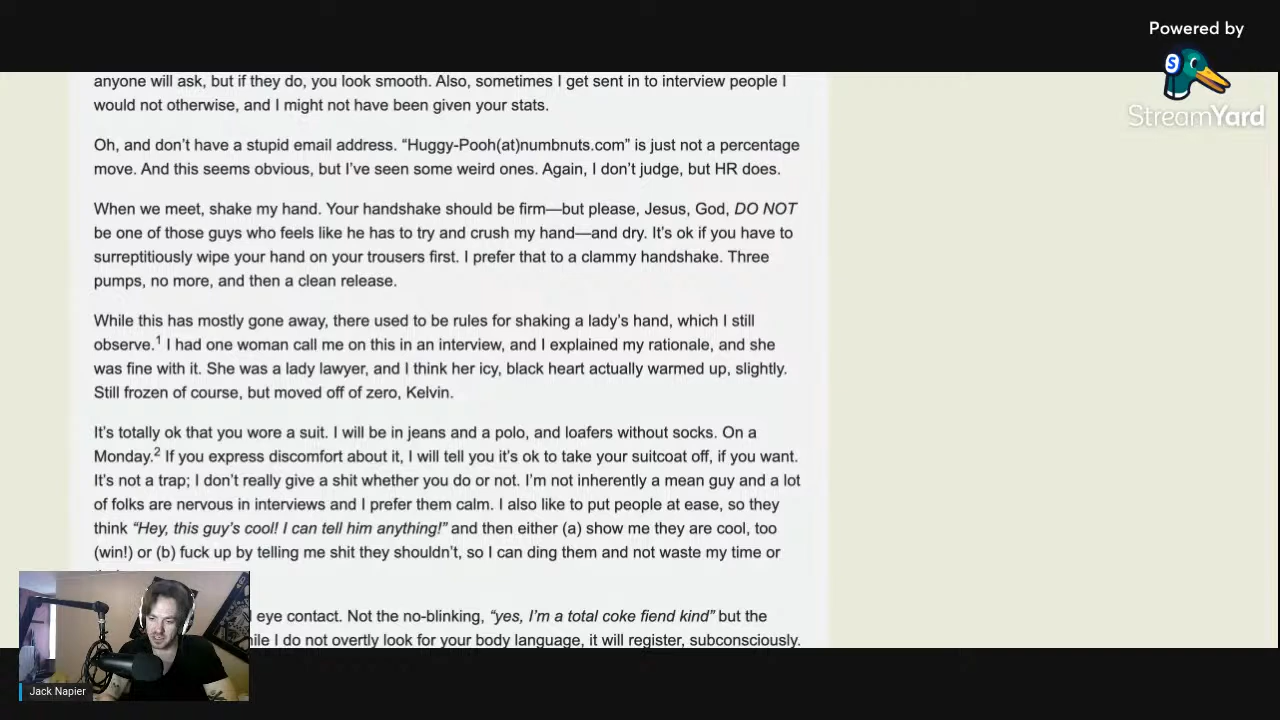 Powered by
StreamYard
anyone will ask, but if they do, you look smooth. Also, sometimes I get sent in to interview people I
would not otherwise, and I might not have been given your stats.
Oh, and don’t have a stupid email address. “Huggy-Pooh(at)numbnuts.com” is just not a percentage
move. And this seems obvious, but I’ve seen some weird ones. Again, I don’t judge, but HR does.
When we meet, shake my hand. Your handshake should be firm—but please, Jesus, God, DO NOT
be one of those guys who feels like he has to try and crush my hand—and dry. It’s ok if you have to
surreptitiously wipe your hand on your trousers first. I prefer that to a clammy handshake. Three
pumps, no more, and then a clean release.
While this has mostly gone away, there used to be rules for shaking a lady’s hand, which I still
observe.¹ I had one woman call me on this in an interview, and I explained my rationale, and she
was fine with it. She was a lady lawyer, and I think her icy, black heart actually warmed up, slightly.
Still frozen of course, but moved off of zero, Kelvin.
It’s totally ok that you wore a suit. I will be in jeans and a polo, and loafers without socks. On a
Monday.² If you express discomfort about it, I will tell you it’s ok to take your suitcoat off, if you want.
It’s not a trap; I don’t really give a shit whether you do or not. I’m not inherently a mean guy and a lot
of folks are nervous in interviews and I prefer them calm. I also like to put people at ease, so they
think “Hey, this guy’s cool! I can tell him anything!” and then either (a) show me they are cool, too
(win!) or (b) fuck up by telling me shit they shouldn’t, so I can ding them and not waste my time or
eye contact. Not the no-blinking, “yes, I’m a total coke fiend kind” but the
I do not overtly look for your body language, it will register, subconsciously.
Jack Napier